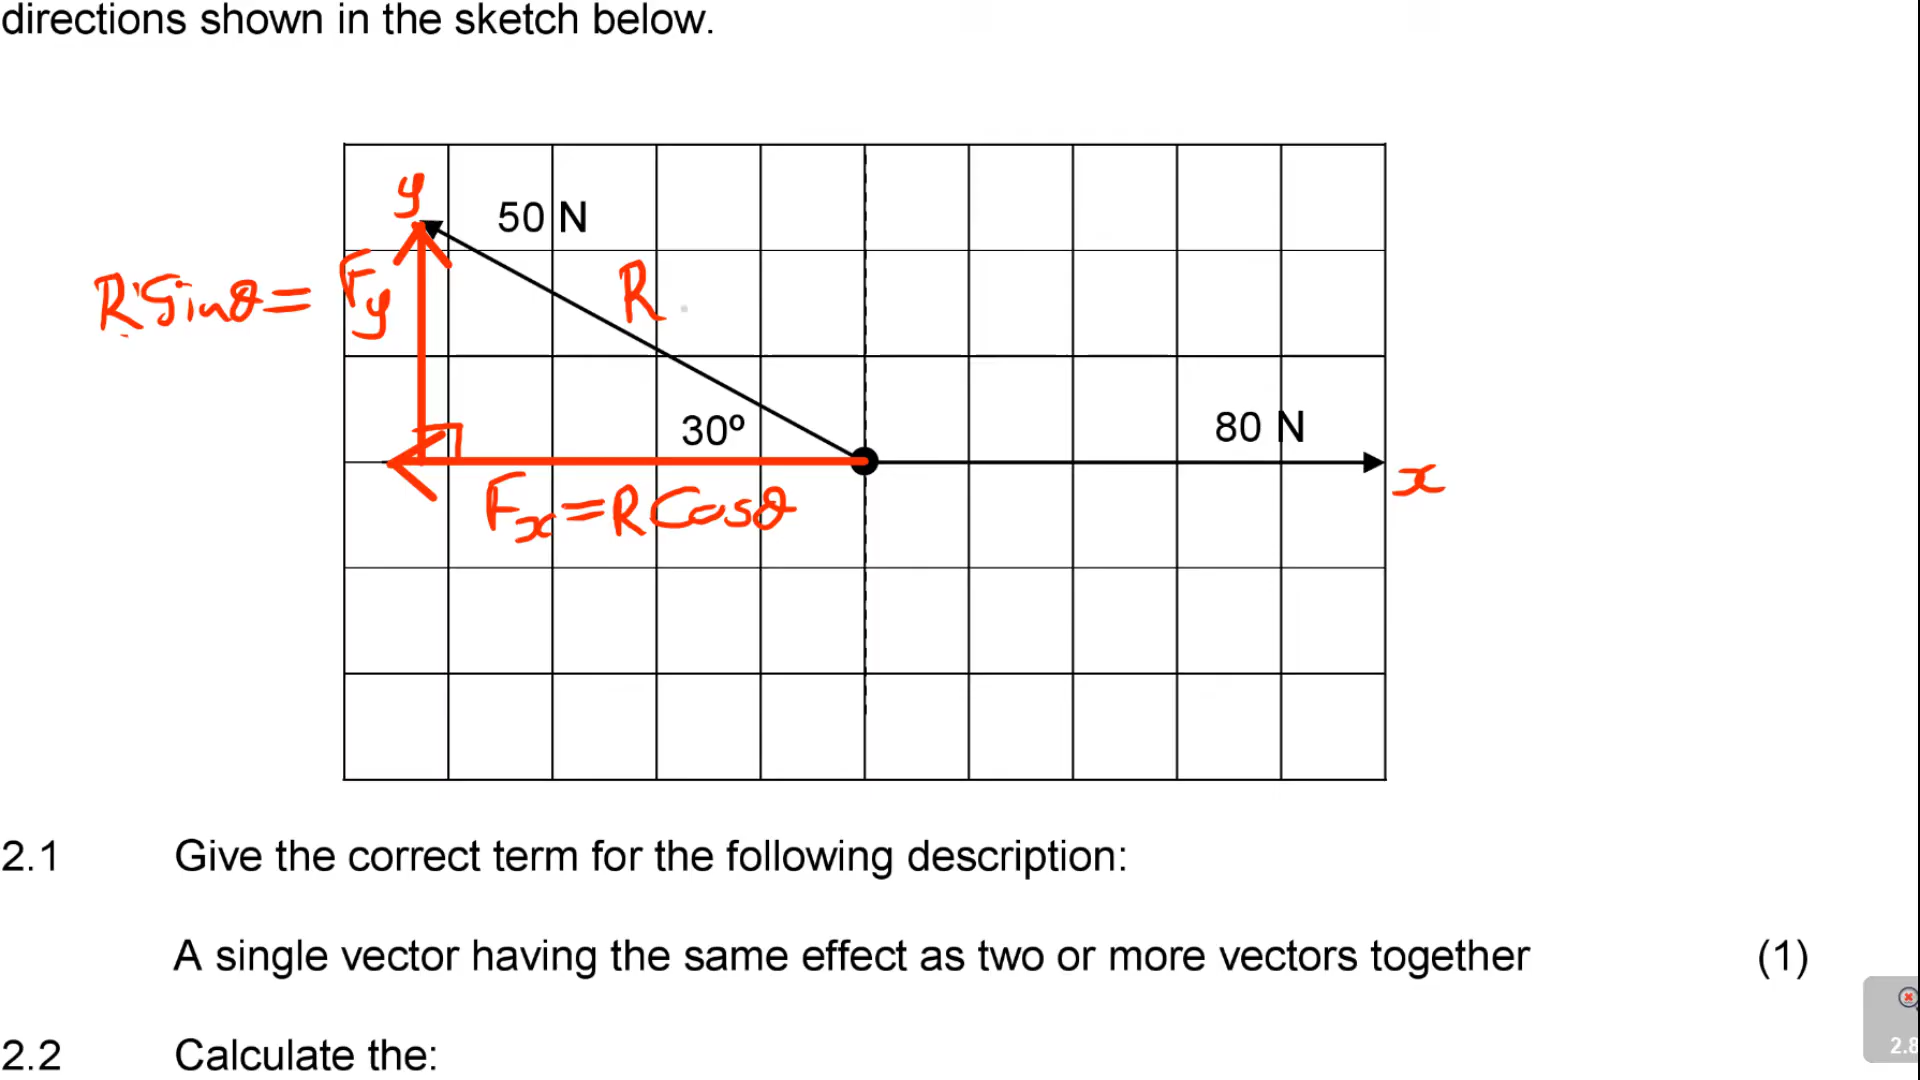 directions shown in the sketch below.
y
50 N
R Sinθ = Fy
R
30º
80 N
x
Fx = R Cosθ
2.1 Give the correct term for the following description:
A single vector having the same effect as two or more vectors together (1)
2.2 Calculate the: